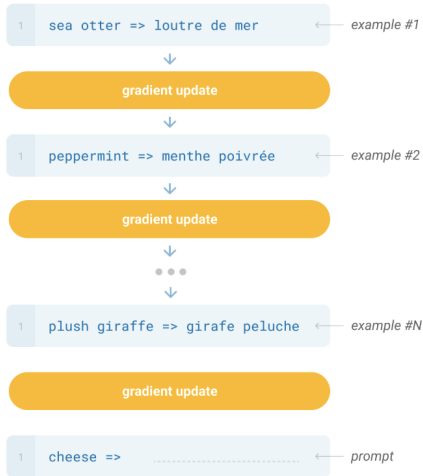 1 sea otter => loutre de mer ← example #1
↓
gradient update
↓
1 peppermint => menthe poivrée ← example #2
↓
gradient update
↓
•••
↓
1 plush giraffe => girafe peluche ← example #N
gradient update
1 cheese => .................... ← prompt